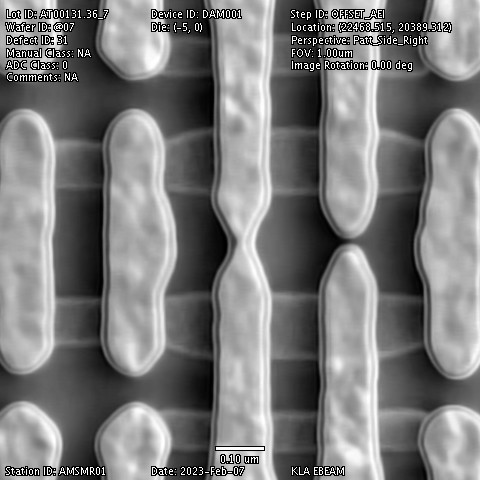 Lot ID: AT00131.36_7 Device ID: DAM001 Step ID: OFFSET_AEI
Wafer ID: @07 Die: (-5, 0) Location: (22468.515, 20389.312)
Defect ID: 31 Perspective: Patt_Side_Right
Manual Class: NA FOV: 1.00um
ADC Class: 0 Image Rotation: 0.00 deg
Comments: NA
0.10 um
Station ID: AMSMR01 Date: 2023-Feb-07 KLA EBEAM